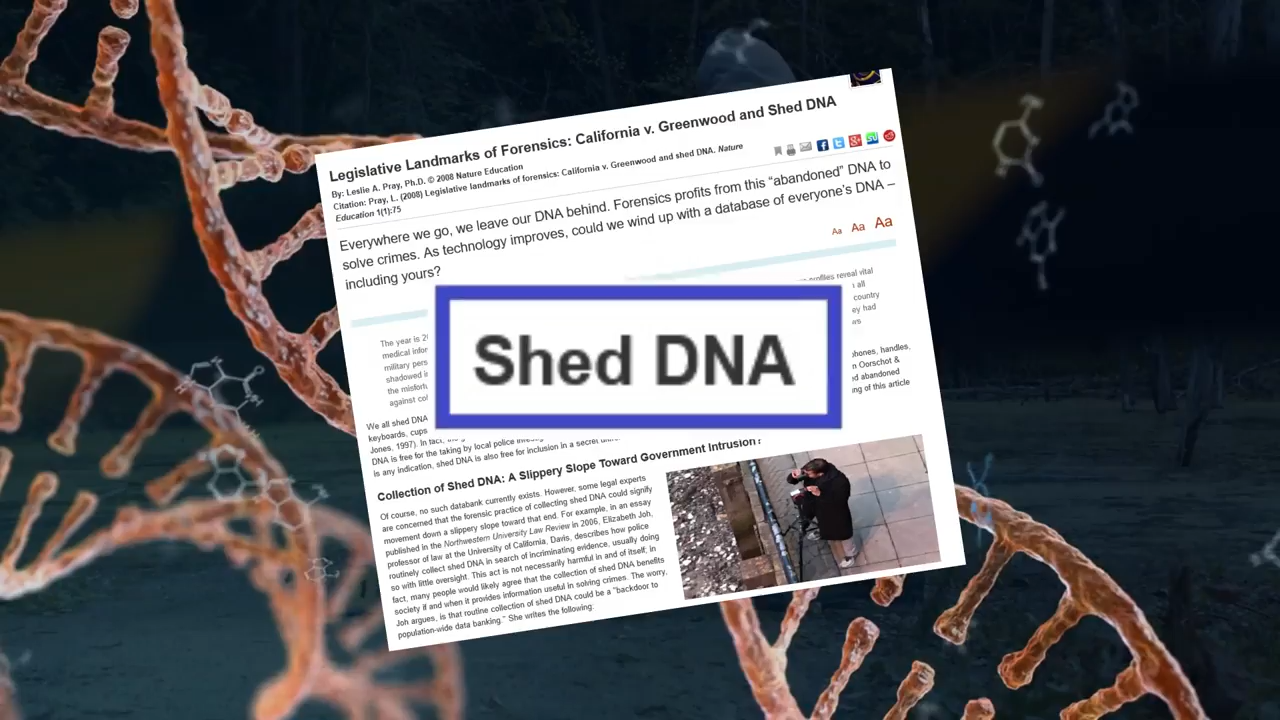 Legislative Landmarks of Forensics: California v. Greenwood and Shed DNA
By: Leslie A. Pray, Ph.D. © 2008 Nature Education
Citation: Pray, L. (2008) Legislative landmarks of forensics: California v. Greenwood and shed DNA. Nature
Education 1(1):75
Everywhere we go, we leave our DNA behind. Forensics profits from this “abandoned” DNA to
solve crimes. As technology improves, could we wind up with a database of everyone’s DNA –
including yours?
Aa Aa Aa
profiles reveal vital
The year is all
medical country
military had
shadowed
the
against
Shed DNA
We all shed DNA phones, handles,
keyboards, cups Oorschot &
Jones, 1997). In fact, abandoned
DNA is free for the taking by local police of this article
is any indication, shed DNA is also free for inclusion in a secret
Collection of Shed DNA: A Slippery Slope Toward Government Intrusion?
Of course, no such databank currently exists. However, some legal experts
are concerned that the forensic practice of collecting shed DNA could signify
movement down a slippery slope toward that end. For example, in an essay
published in the Northwestern University Law Review in 2006, Elizabeth Joh,
professor of law at the University of California, Davis, describes how police
routinely collect shed DNA in search of incriminating evidence, usually doing
so with little oversight. This act is not necessarily harmful in and of itself; in
fact, many people would likely agree that the collection of shed DNA benefits
society if and when it provides information useful in solving crimes. The worry,
Joh argues, is that routine collection of shed DNA could be a "backdoor to
population-wide data banking." She writes the following: